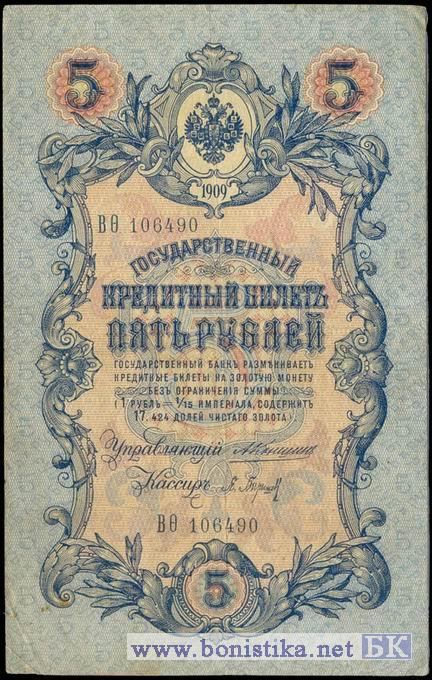 5 5
1909
ВѲ 106490
ГОСУДАРСТВЕННЫЙ
КРЕДИТНЫЙ БИЛЕТЪ
ПЯТЬ РУБЛЕЙ
ГОСУДАРСТВЕННЫЙ БАНКЪ РАЗМѢНИВАЕТЪ
КРЕДИТНЫЕ БИЛЕТЫ НА ЗОЛОТУЮ МОНЕТУ
БЕЗЪ ОГРАНИЧЕНІЯ СУММЫ
(1 РУБЛЬ = 1/15 ИМПЕРІАЛА, СОДЕРЖИТЪ
17,424 ДОЛЕЙ ЧИСТАГО ЗОЛОТА).
Управляющій
Кассиръ
ВѲ 106490
5
www.bonistika.net БК